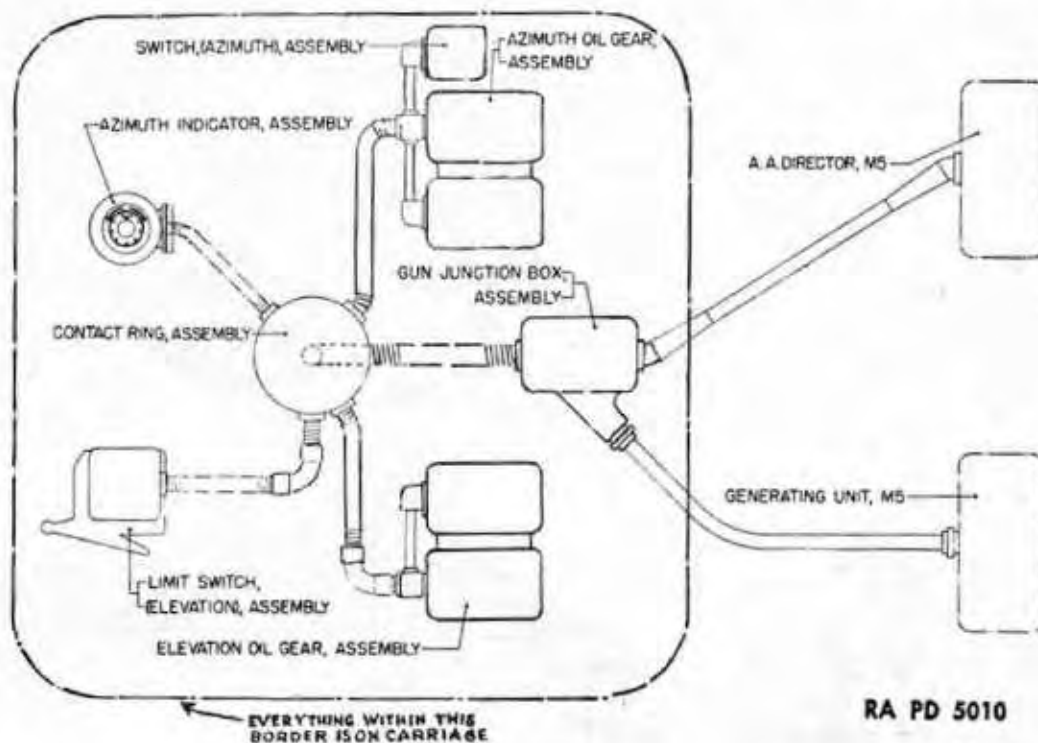 SWITCH,(AZIMUTH), ASSEMBLY
AZIMUTH OIL GEAR,
ASSEMBLY
AZIMUTH INDICATOR, ASSEMBLY
A.A. DIRECTOR, M5
GUN JUNCTION BOX
ASSEMBLY
CONTACT RING, ASSEMBLY
GENERATING UNIT, M5
LIMIT SWITCH,
(ELEVATION), ASSEMBLY
ELEVATION OIL GEAR, ASSEMBLY
EVERYTHING WITHIN THIS
BORDER IS ON CARRIAGE
RA PD 5010